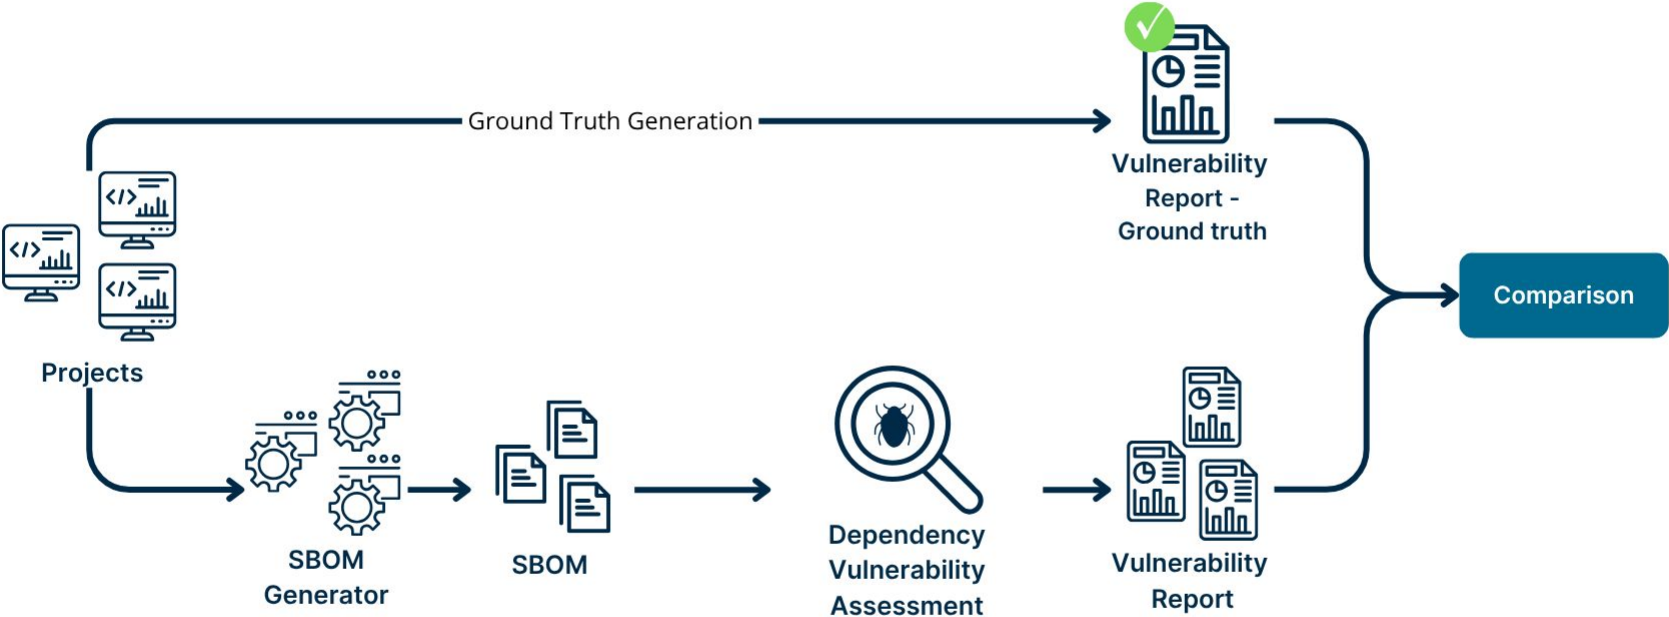 Ground Truth Generation
Vulnerability
Report -
Ground truth
Comparison
Projects
SBOM
Generator
SBOM
Dependency
Vulnerability
Assessment
Vulnerability
Report